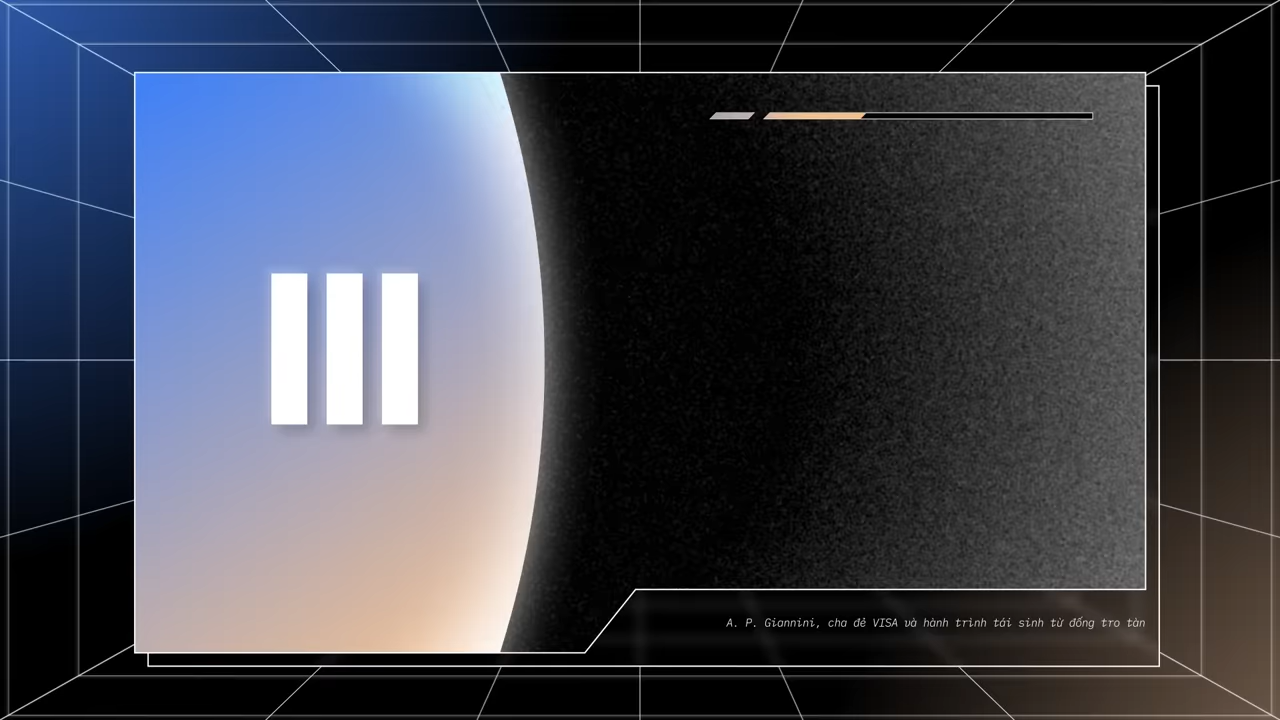 III
A. P. Giannini, cha đẻ VISA và hành trình tái sinh từ đống tro tàn